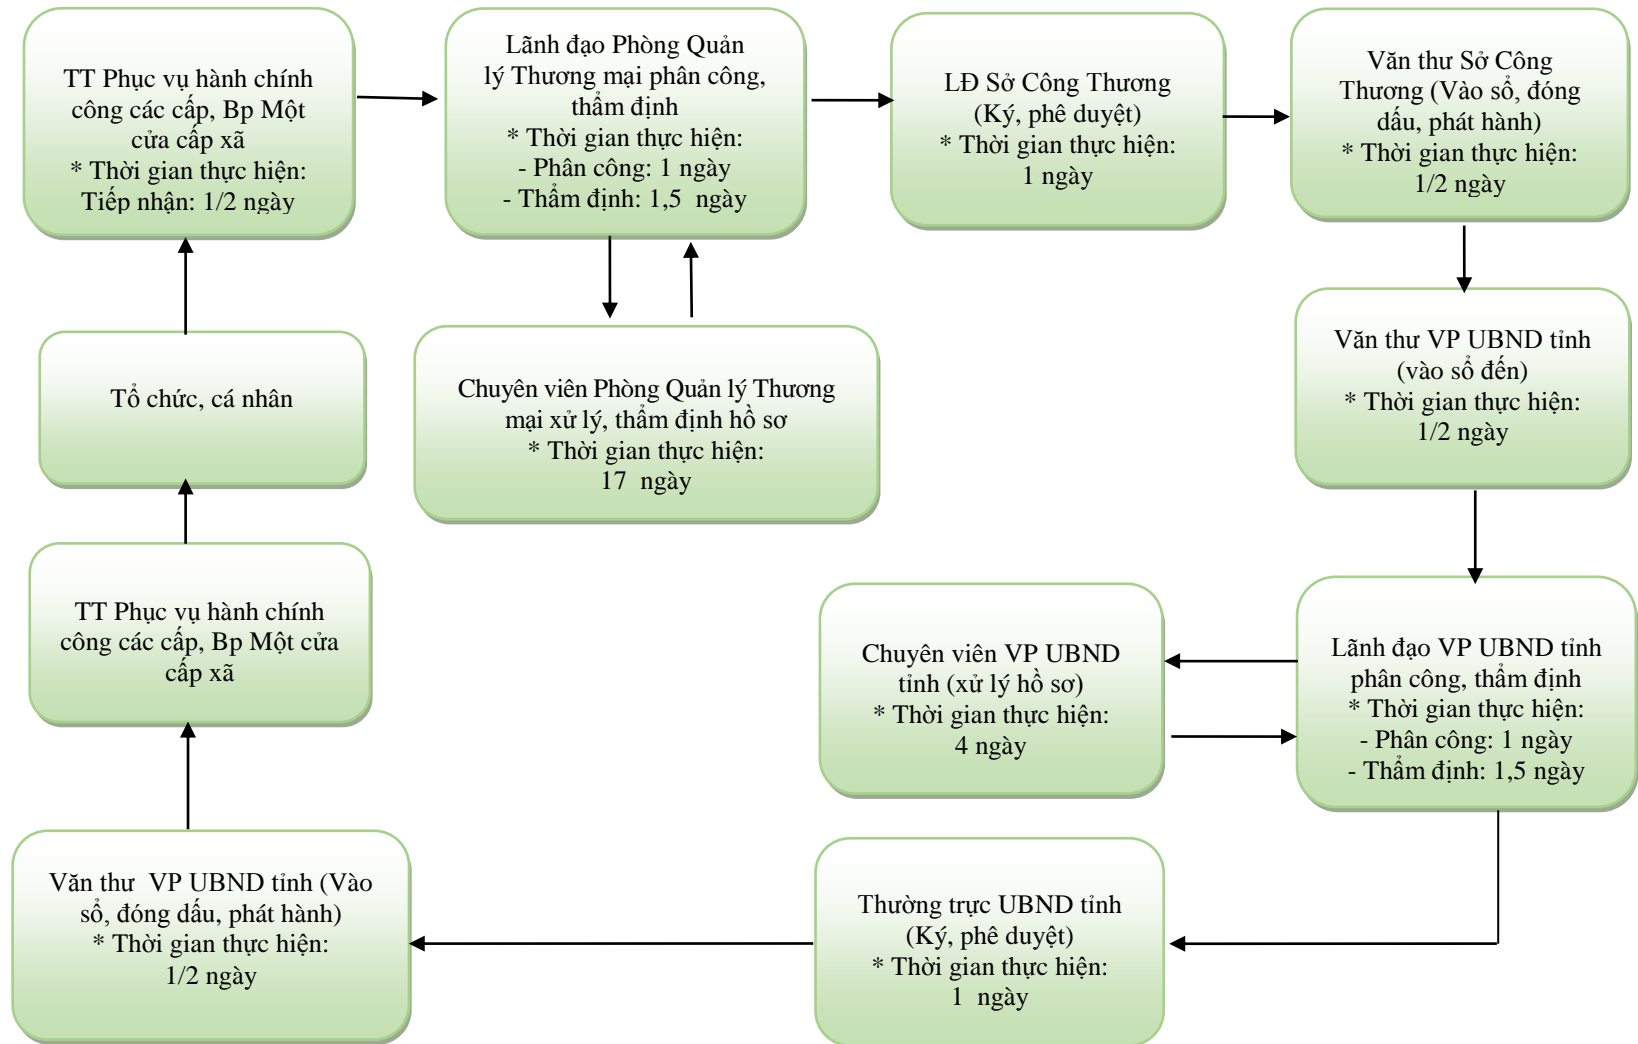 TT Phục vụ hành chính
công các cấp, Bp Một
cửa cấp xã
* Thời gian thực hiện:
Tiếp nhận: 1/2 ngày
Lãnh đạo Phòng Quản
lý Thương mại phân công,
thẩm định
* Thời gian thực hiện:
- Phân công: 1 ngày
- Thẩm định: 1,5 ngày
LĐ Sở Công Thương
(Ký, phê duyệt)
* Thời gian thực hiện:
1 ngày
Văn thư Sở Công
Thương (Vào sổ, đóng
dấu, phát hành)
* Thời gian thực hiện:
1/2 ngày
Tổ chức, cá nhân
Chuyên viên Phòng Quản lý Thương
mại xử lý, thẩm định hồ sơ
* Thời gian thực hiện:
17 ngày
Văn thư VP UBND tỉnh
(vào sổ đến)
* Thời gian thực hiện:
1/2 ngày
TT Phục vụ hành chính
công các cấp, Bp Một cửa
cấp xã
Chuyên viên VP UBND
tỉnh (xử lý hồ sơ)
* Thời gian thực hiện:
4 ngày
Lãnh đạo VP UBND tỉnh
phân công, thẩm định
* Thời gian thực hiện:
- Phân công: 1 ngày
- Thẩm định: 1,5 ngày
Văn thư VP UBND tỉnh (Vào
sổ, đóng dấu, phát hành)
* Thời gian thực hiện:
1/2 ngày
Thường trực UBND tỉnh
(Ký, phê duyệt)
* Thời gian thực hiện:
1 ngày